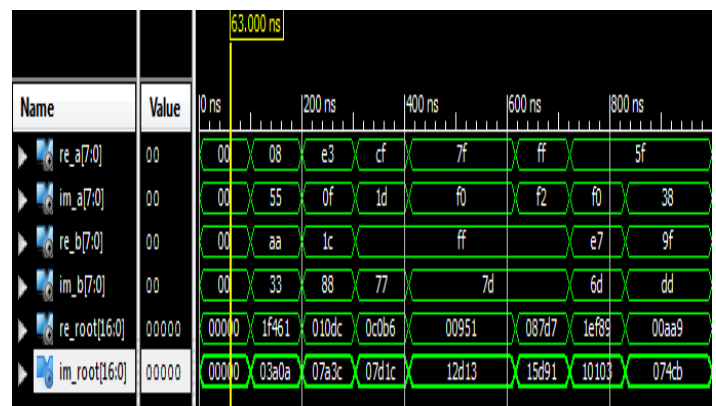 63.000 ns
Name Value 0 ns 200 ns 400 ns 600 ns 800 ns
re_a[7:0] 00 00 08 e3 cf 7f ff 5f
im_a[7:0] 00 00 55 0f 1d f0 f2 f0 38
re_b[7:0] 00 00 aa 1c ff e7 9f
im_b[7:0] 00 00 33 88 77 7d 6d dd
re_root[16:0] 00000 00000 1f461 010dc 0c0b6 00951 087d7 1ef89 00aa9
im_root[16:0] 00000 00000 03a0a 07a3c 07d1c 12d13 15d91 10103 074cb